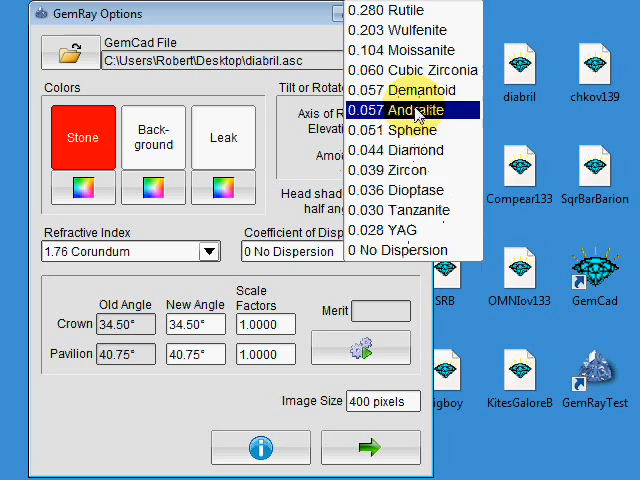 GemRay Options
GemCad File
C:\Users\Robert\Desktop\diabril.asc
Colors
Stone
Back-
ground
Leak
Tilt or Rotat
Axis of R
Elevati
Amo
Head shad
half ang
Refractive Index
1.76 Corundum
Coefficient of Disp
0 No Dispersion
0.280 Rutile
0.203 Wulfenite
0.104 Moissanite
0.060 Cubic Zirconia
0.057 Demantoid
0.057 Andralite
0.051 Sphene
0.044 Diamond
0.039 Zircon
0.036 Dioptase
0.030 Tanzanite
0.028 YAG
0 No Dispersion
Old Angle
New Angle
Scale
Factors
Crown
34.50°
34.50°
1.0000
Pavilion
40.75°
40.75°
1.0000
Merit
Image Size
400 pixels
diabril
chkov139
Compear133
SqrBarBarion
SRB
OMNIov133
GemCad
igboy
KitesGaloreB
GemRayTest